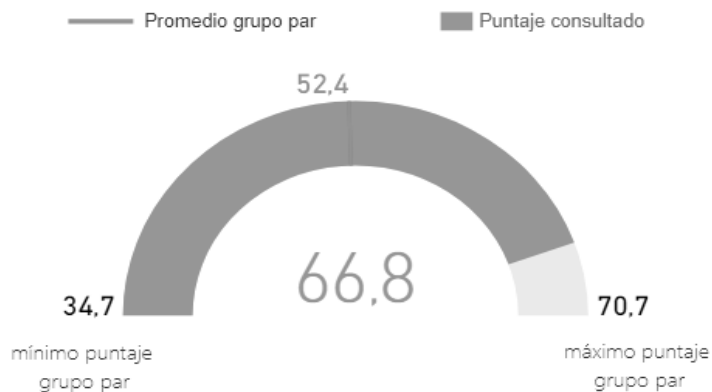 Promedio grupo par
Puntaje consultado
52,4
66,8
34,7
mínimo puntaje
grupo par
70,7
máximo puntaje
grupo par